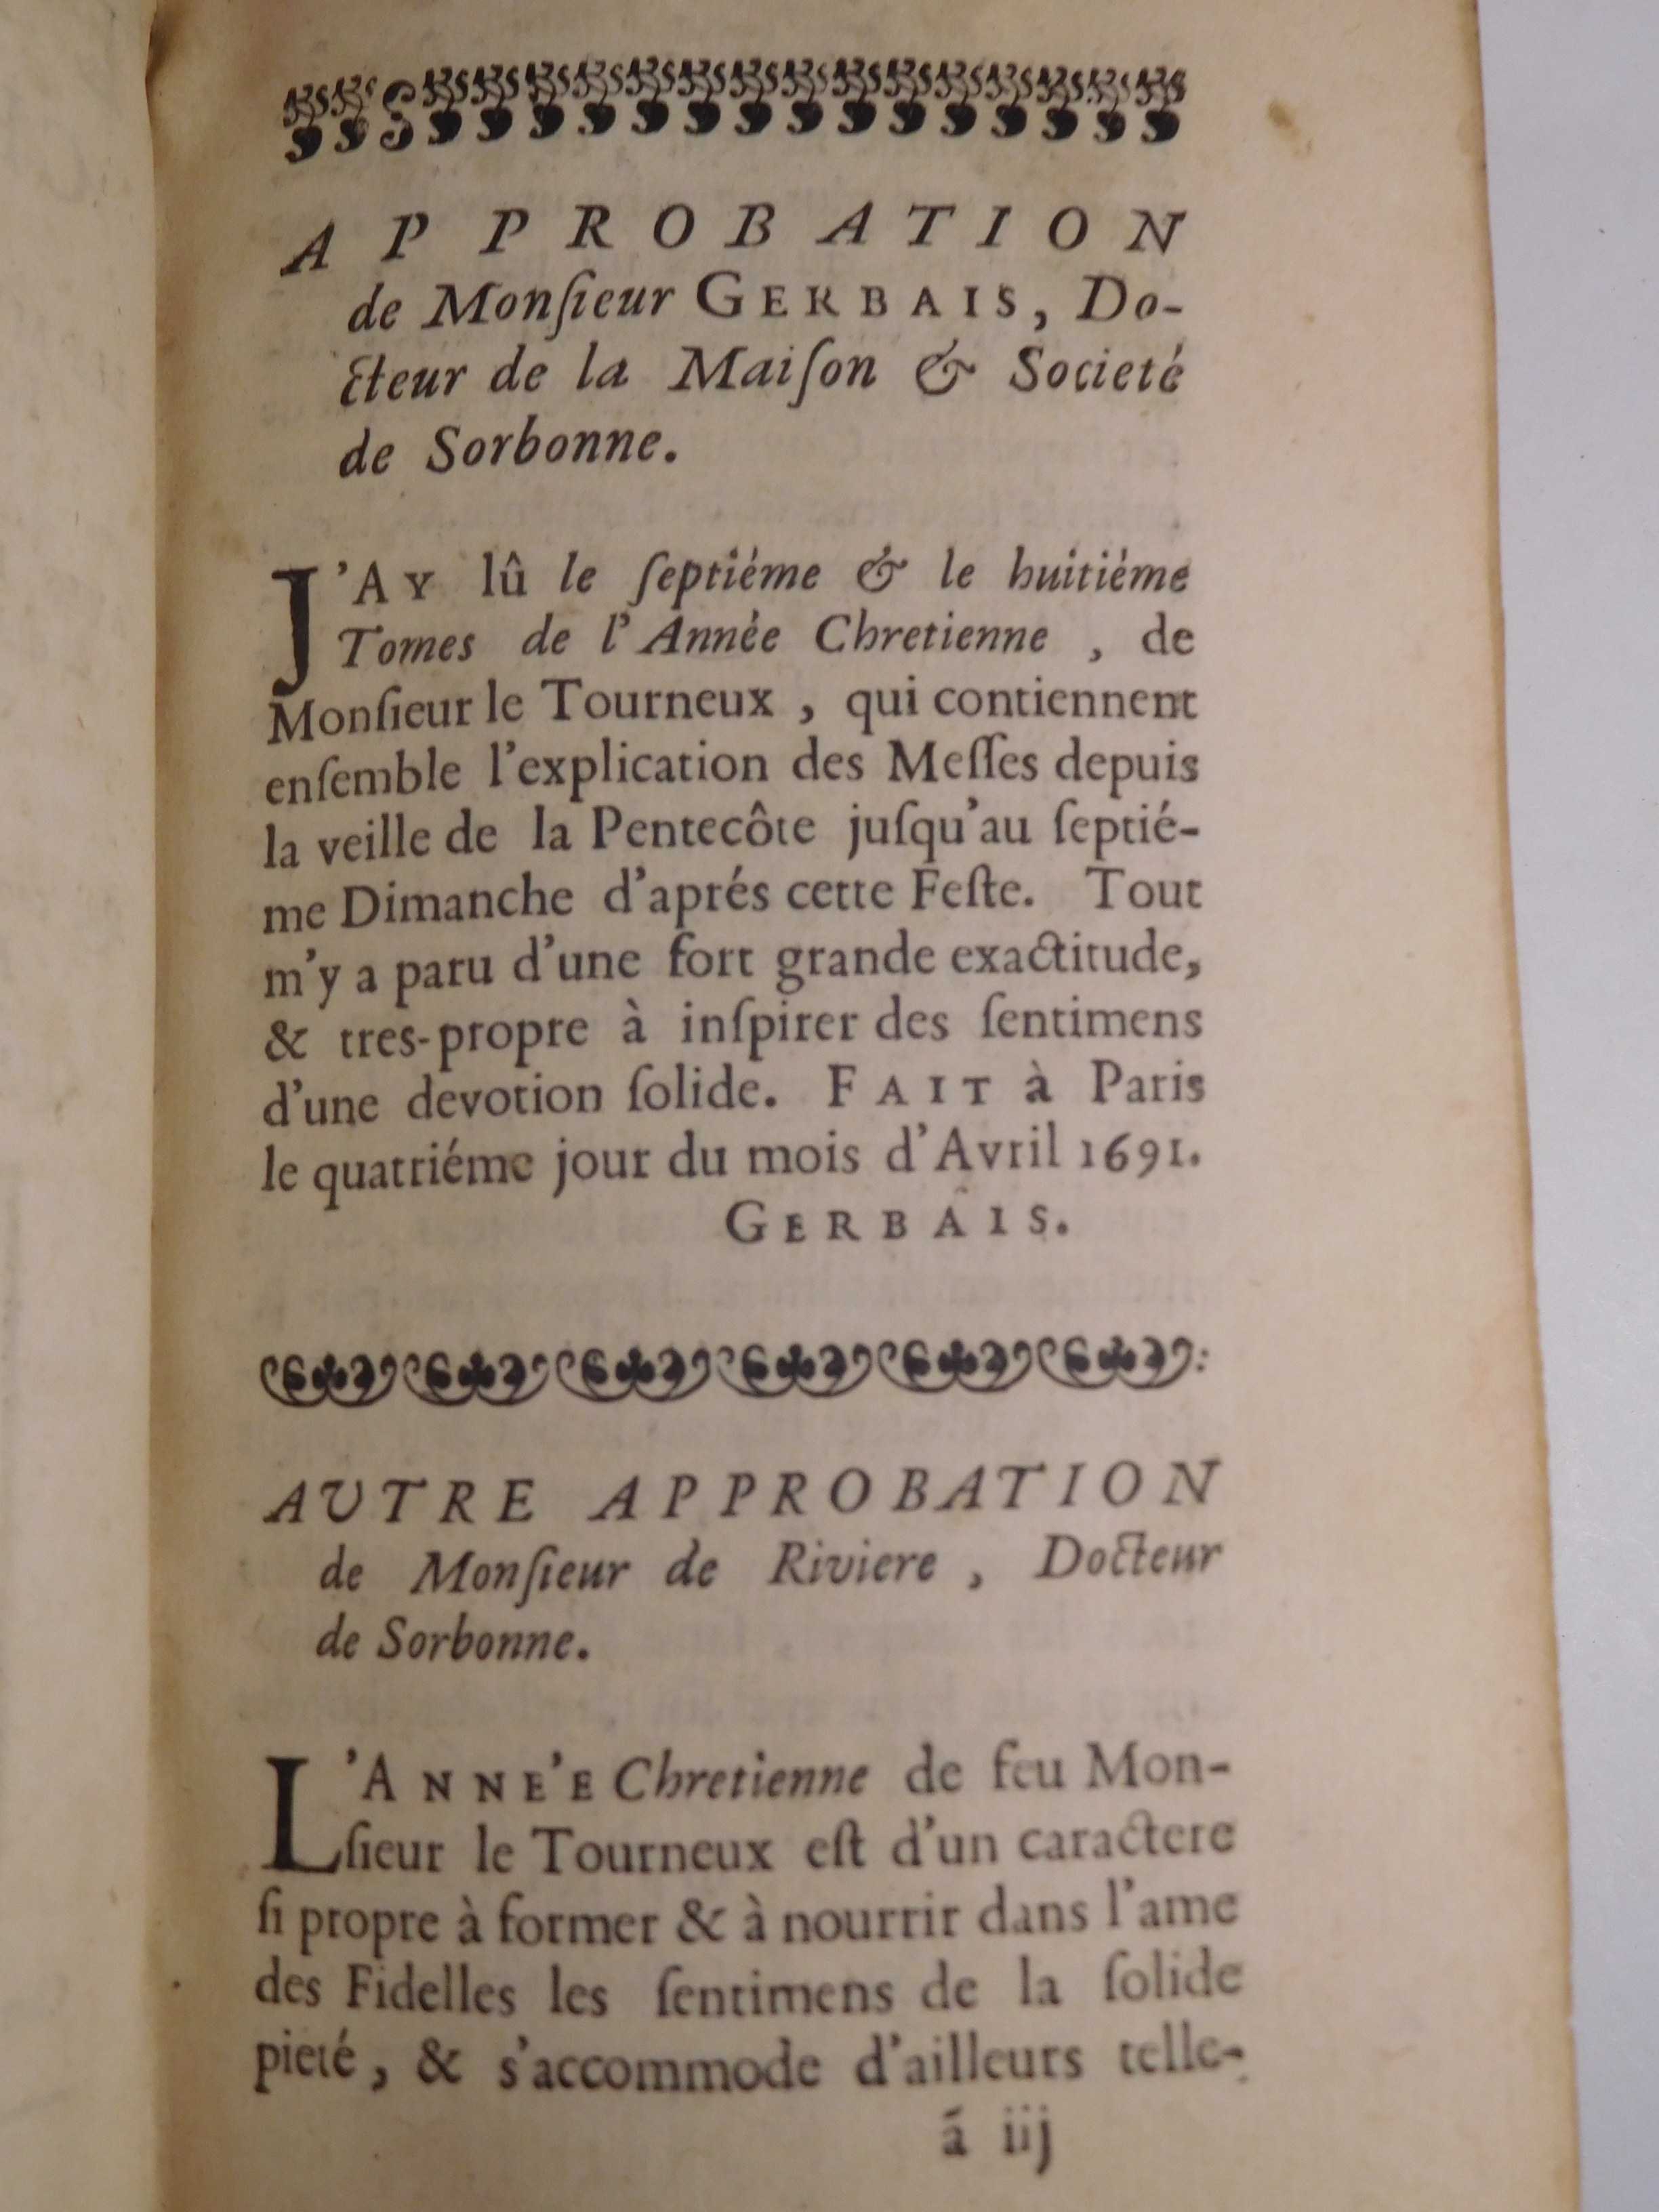 APPROBATION
de Monſieur GERBAIS, Do-
cteur de la Maiſon & Societé
de Sorbonne.
J'AY lû le ſeptiéme & le huitiéme
Tomes de l'Année Chretienne, de
Monſieur le Tourneux, qui contiennent
enſemble l'explication des Meſſes depuis
la veille de la Pentecôte juſqu'au ſeptié-
me Dimanche d'aprés cette Feſte. Tout
m'y a paru d'une fort grande exactitude,
& tres-propre à inſpirer des ſentimens
d'une devotion ſolide. FAIT à Paris
le quatriéme jour du mois d'Avril 1691.
GERBAIS.
AUTRE APPROBATION
de Monſieur de Riviere, Docteur
de Sorbonne.
L'ANNE'E Chretienne de feu Mon-
ſieur le Tourneux eſt d'un caractere
ſi propre à former & à nourrir dans l'ame
des Fidelles les ſentimens de la ſolide
pieté, & s'accommode d'ailleurs telle-
á iij